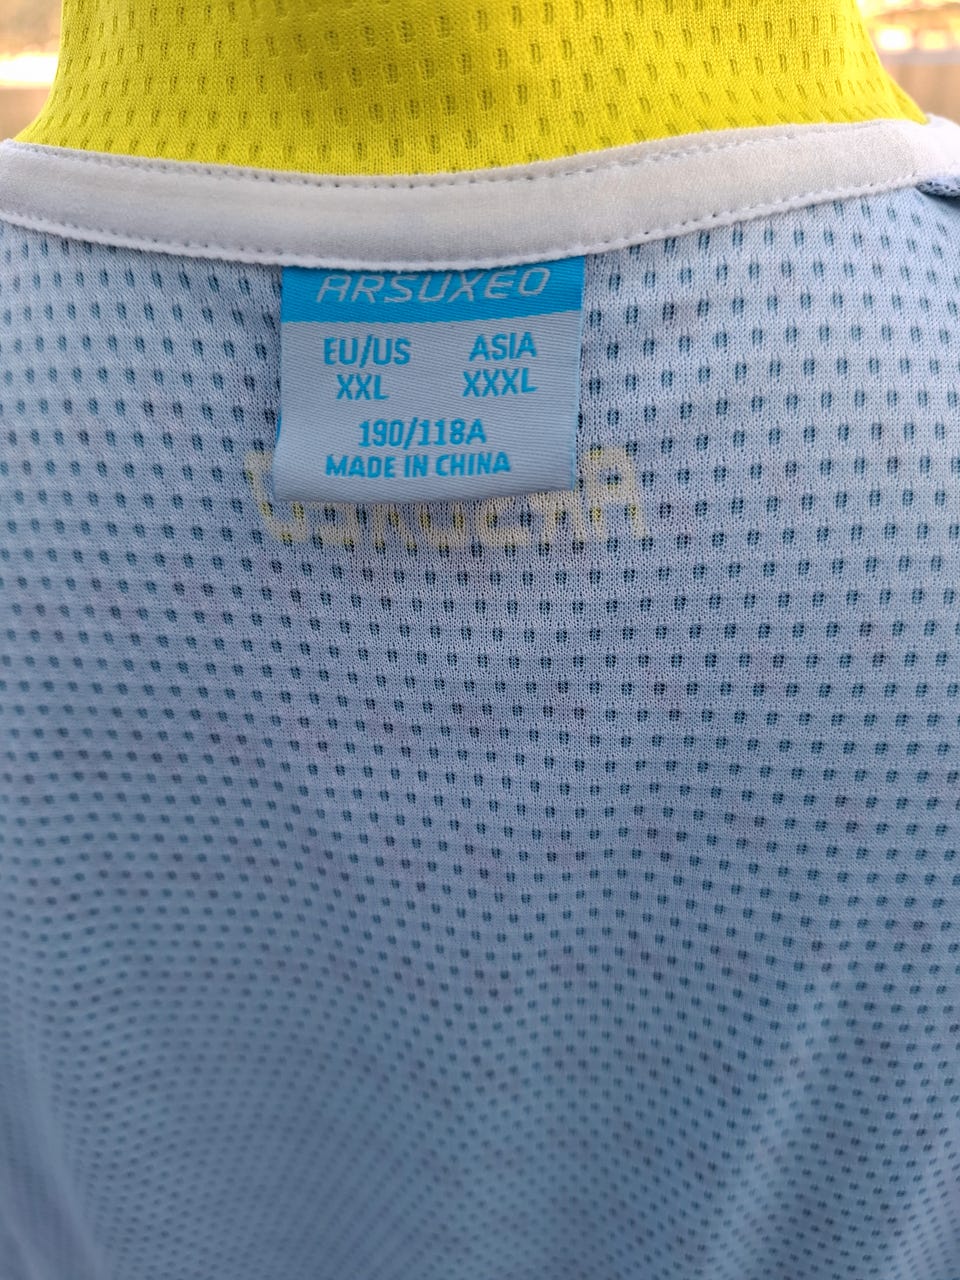 ARSUXEO
EU/US ASIA
XXL XXXL
190/118A
MADE IN CHINA